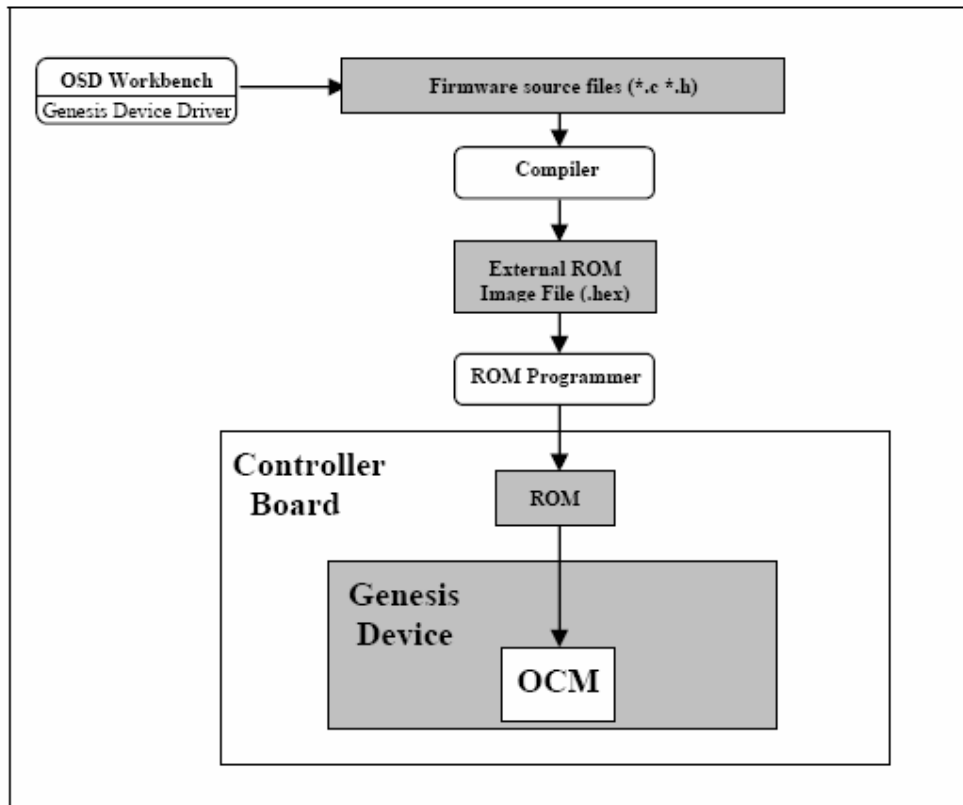 OSD Workbench
Genesis Device Driver
Firmware source files (*.c *.h)
Compiler
External ROM
Image File (.hex)
ROM Programmer
Controller
Board
ROM
Genesis
Device
OCM